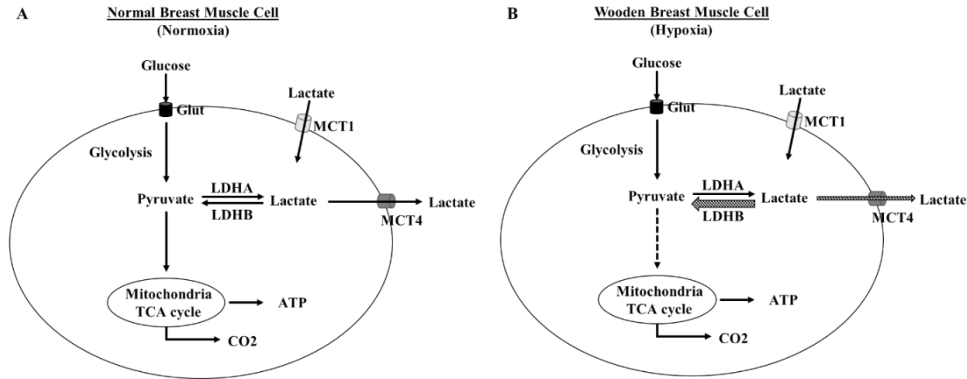 A
Normal Breast Muscle Cell
(Normoxia)
Glucose
Glut
Lactate
MCT1
Glycolysis
Pyruvate
LDHA
LDHB
Lactate
MCT4
Lactate
Mitochondria
TCA cycle
ATP
CO2
B
Wooden Breast Muscle Cell
(Hypoxia)
Glucose
Glut
Lactate
MCT1
Glycolysis
Pyruvate
LDHA
LDHB
Lactate
MCT4
Lactate
Mitochondria
TCA cycle
ATP
CO2